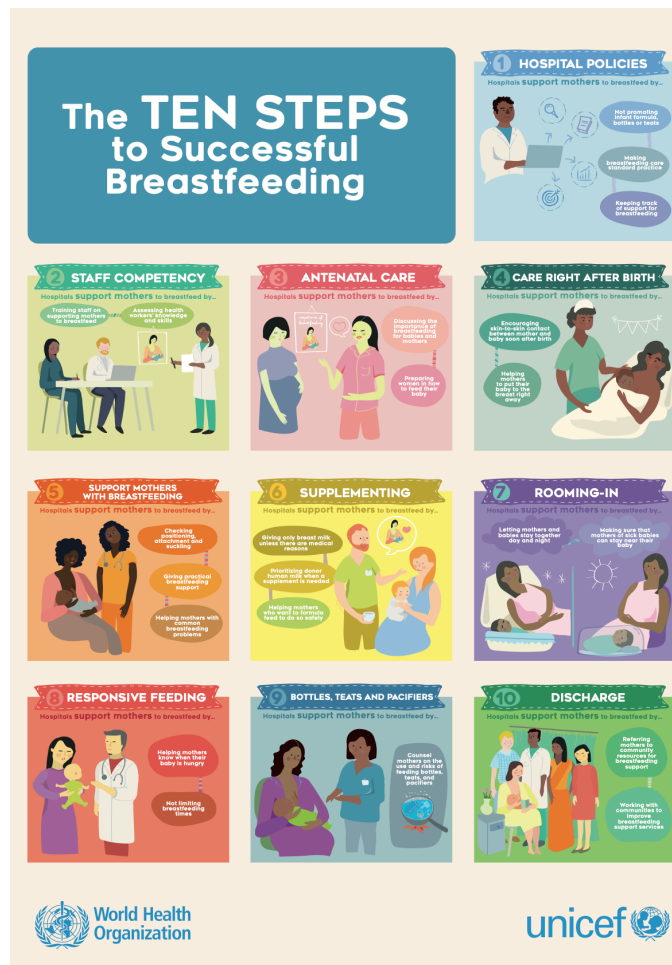 The TEN STEPS
to Successful
Breastfeeding
1 HOSPITAL POLICIES
Hospitals support mothers to breastfeed by...
Not promoting
infant formula,
bottles or teats
Making
breastfeeding care
standard practice
Keeping track
of support for
breastfeeding
2 STAFF COMPETENCY
Hospitals support mothers to breastfeed by...
Training staff on
supporting mothers
to breastfeed
Assessing health
workers' knowledge
and skills
3 ANTENATAL CARE
Hospitals support mothers to breastfeed by...
Discussing the
importance of
breastfeeding
for babies and
mothers
Preparing
women in how
to feed their
baby
4 CARE RIGHT AFTER BIRTH
Hospitals support mothers to breastfeed by...
Encouraging
skin-to-skin contact
between mother and
baby soon after birth
Helping
mothers
to put their
baby to the
breast right
away
5 SUPPORT MOTHERS
WITH BREASTFEEDING
Hospitals support mothers to breastfeed by...
Checking
positioning,
attachment and
suckling
Giving practical
breastfeeding
support
Helping mothers with
common
breastfeeding
problems
6 SUPPLEMENTING
Hospitals support mothers to breastfeed by...
Giving only breast milk
unless there are medical
reasons
Prioritizing donor
human milk when a
supplement is needed
Helping mothers
who want to formula
feed to do so safely
7 ROOMING-IN
Hospitals support mothers to breastfeed by...
Letting mothers and
babies stay together
day and night
Making sure that
mothers of sick babies
can stay near their
baby
8 RESPONSIVE FEEDING
Hospitals support mothers to breastfeed by...
Helping mothers
know when their
baby is hungry
Not limiting
breastfeeding
times
9 BOTTLES, TEATS AND PACIFIERS
Hospitals support mothers to breastfeed by...
Counsel
mothers on the
use and risks of
feeding bottles,
teats, and
pacifiers
10 DISCHARGE
Hospitals support mothers to breastfeed by...
Referring
mothers to
community
resources for
breastfeeding
support
Working with
communities to
improve
breastfeeding
support services
World Health
Organization
unicef